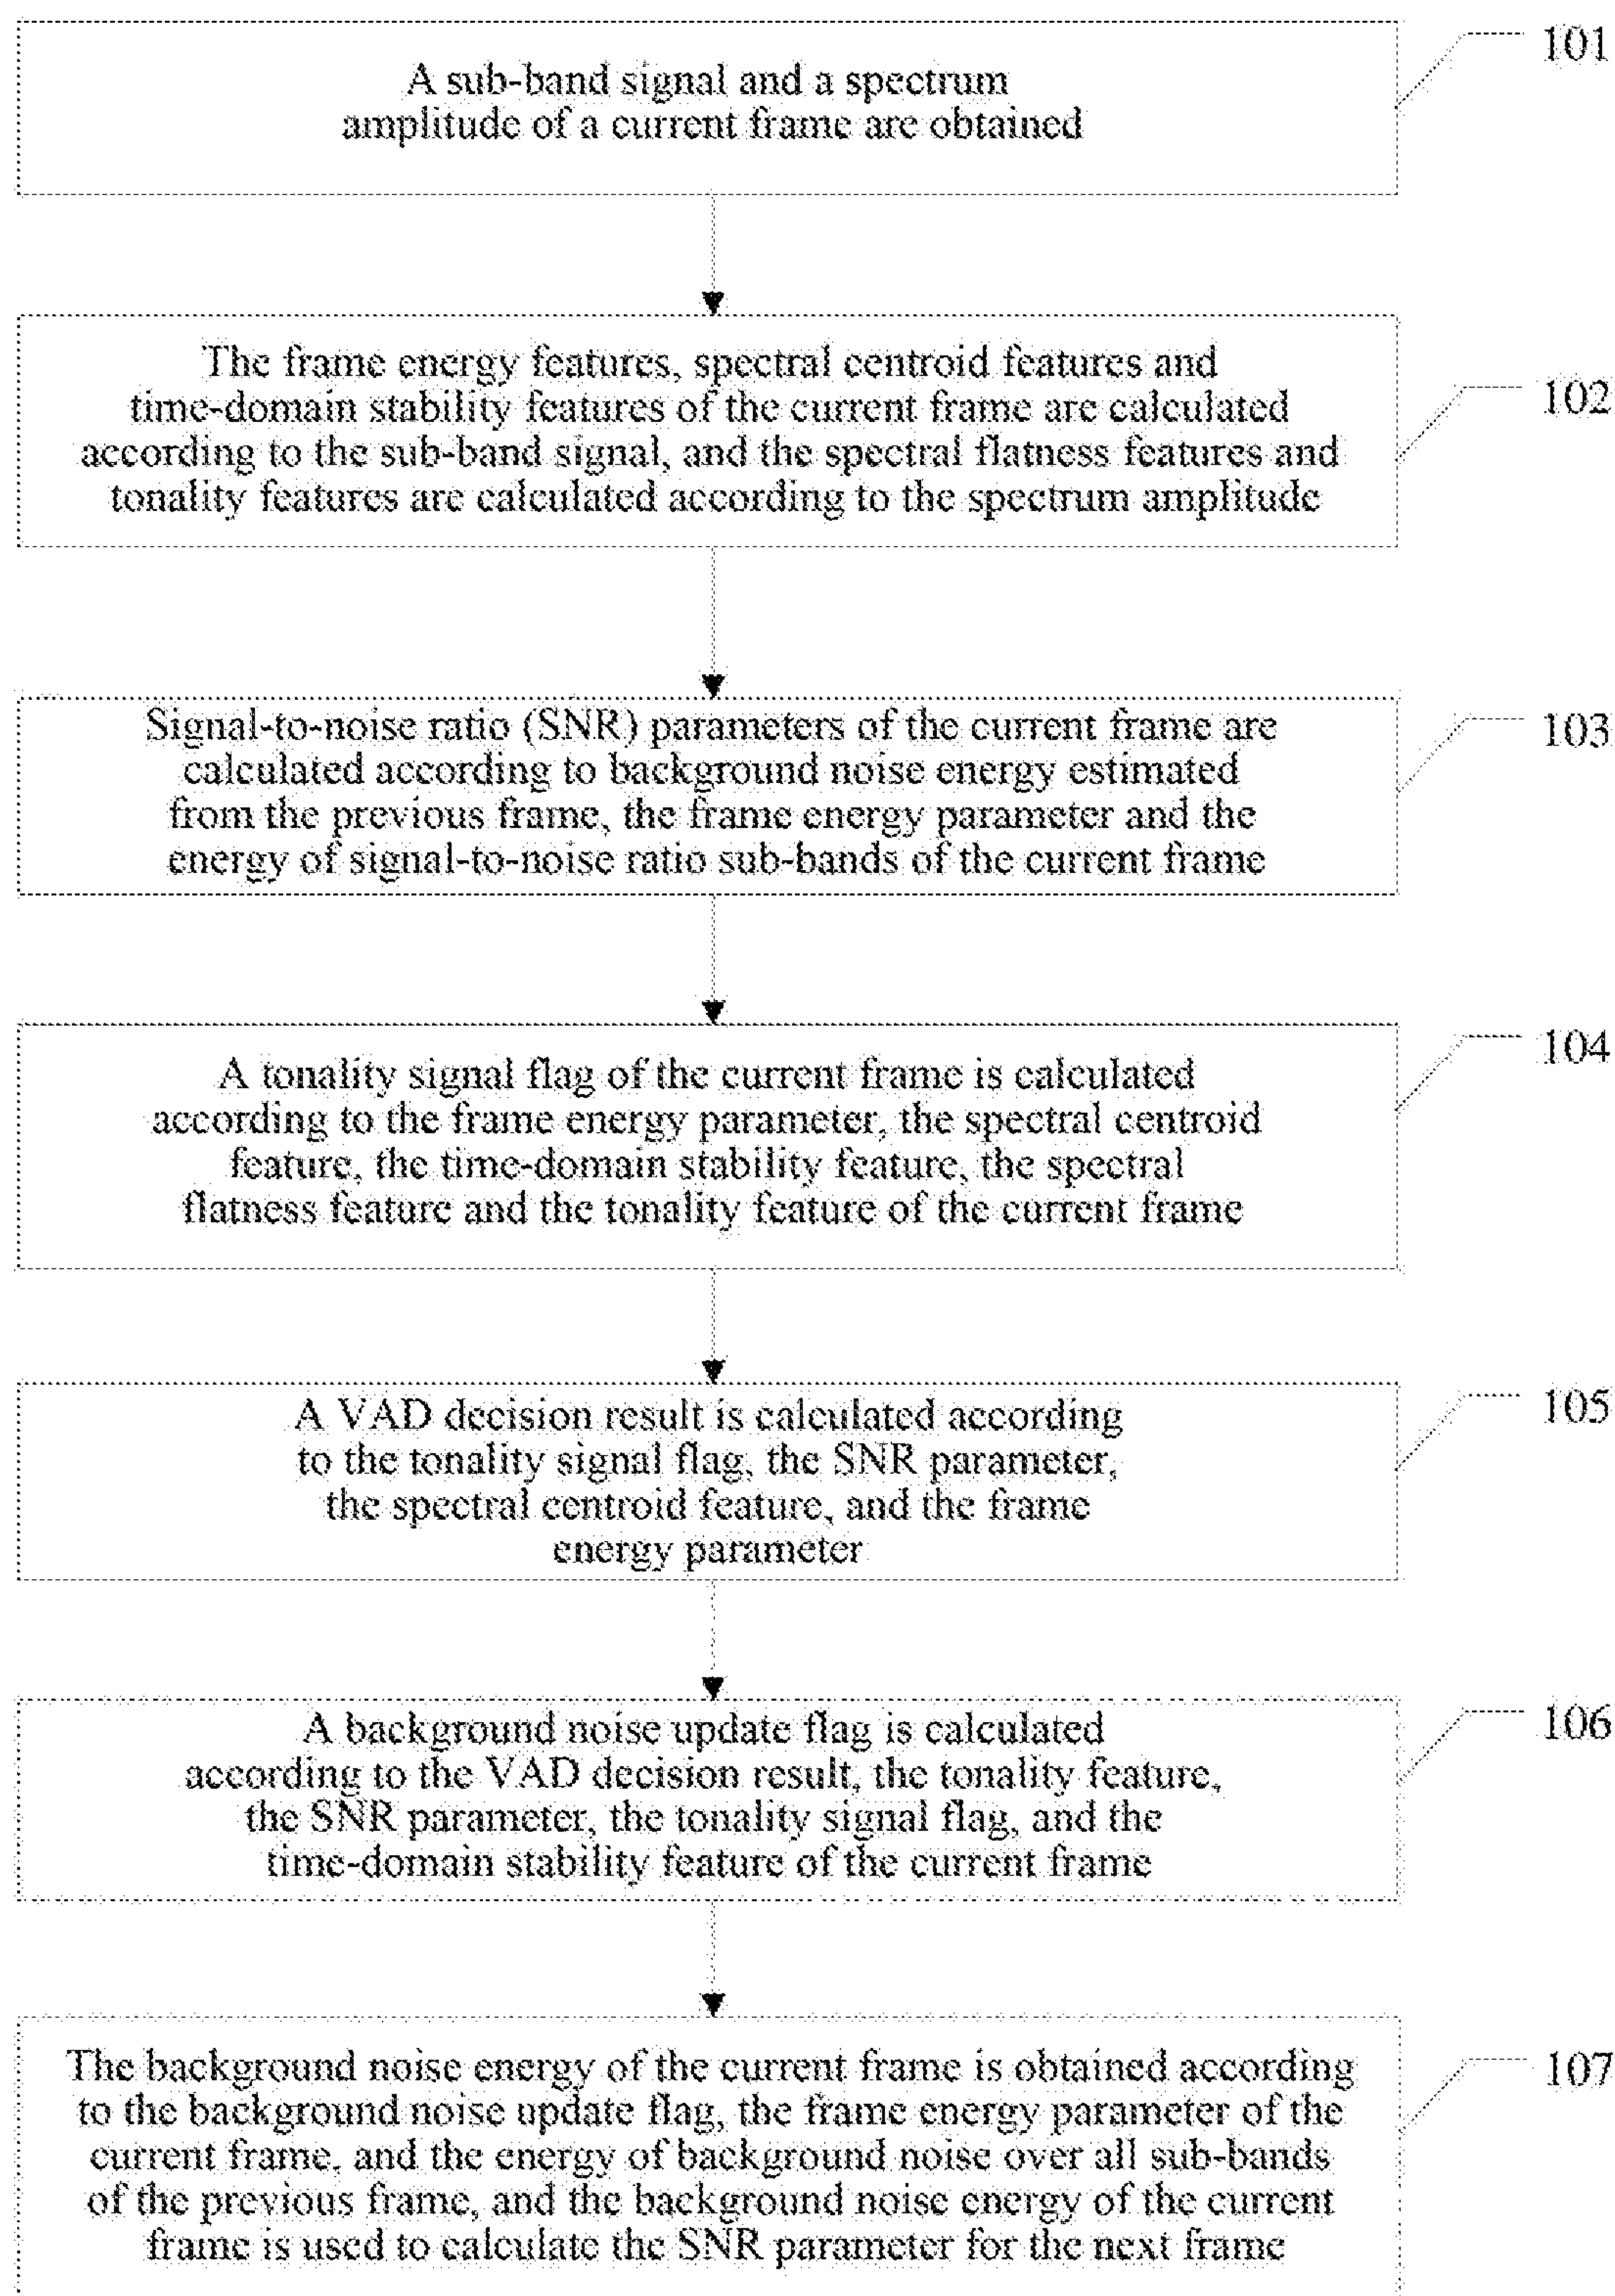 101
A sub-band signal and a spectrum
amplitude of a current frame are obtained
The frame energy features, spectral centroid features and
time-domain stability features of the current frame are calculated
according to the sub-band signal, and the spectral flatness features and
tonality features are calculated according to the spectrum amplitude
102
Signal-to-noise ratio (SNR) parameters of the current frame are
calculated according to background noise energy estimated
from the previous frame, the frame energy parameter and the
energy of signal-to-noise ratio sub-bands of the current frame
103
A tonality signal flag of the current frame is calculated
according to the frame energy parameter, the spectral centroid
feature, the time-domain stability feature, the spectral
flatness feature and the tonality feature of the current frame
104
A VAD decision result is calculated according
to the tonality signal flag, the SNR parameter,
the spectral centroid feature, and the frame
energy parameter
105
A background noise update flag is calculated
according to the VAD decision result, the tonality feature,
the SNR parameter, the tonality signal flag, and the
time-domain stability feature of the current frame
106
The background noise energy of the current frame is obtained according
to the background noise update flag, the frame energy parameter of the
current frame, and the energy of background noise over all sub-bands
of the previous frame, and the background noise energy of the current
frame is used to calculate the SNR parameter for the next frame
107